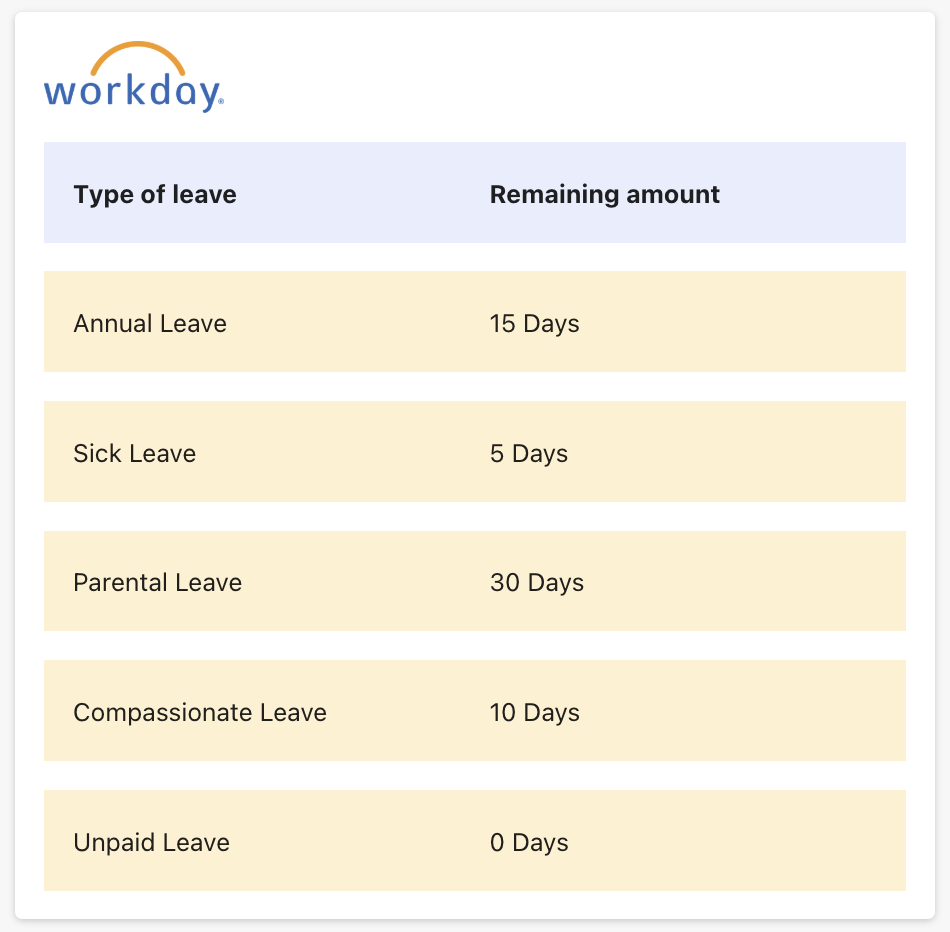 workday®
Type of leave Remaining amount
Annual Leave 15 Days
Sick Leave 5 Days
Parental Leave 30 Days
Compassionate Leave 10 Days
Unpaid Leave 0 Days